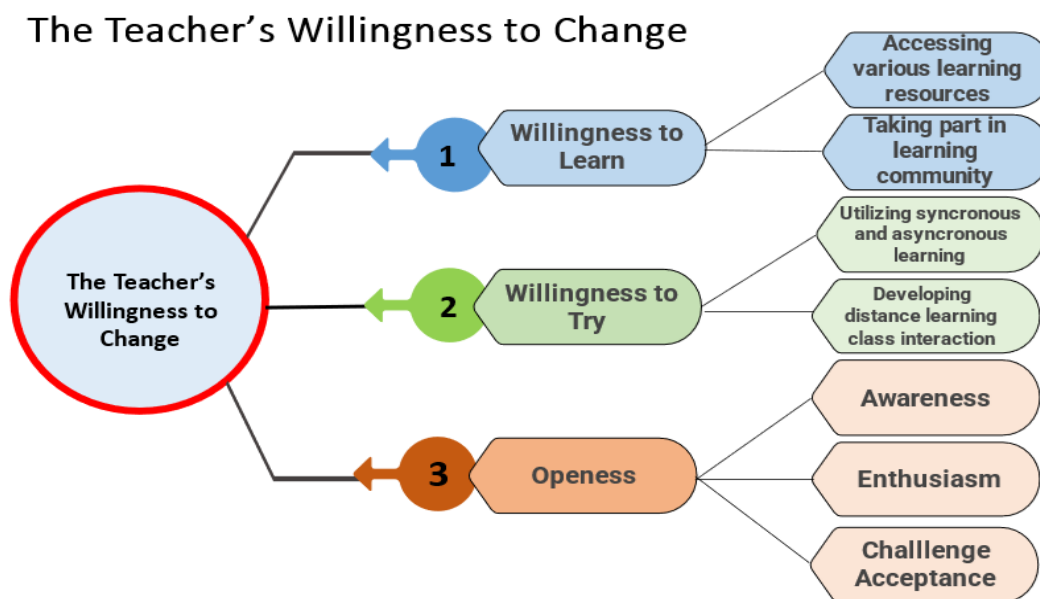 The Teacher's Willingness to Change
Accessing
various learning
resources
1
Willingness to
Learn
Taking part in
learning
community
The Teacher's
Willingness to
Change
2
Willingness to
Try
Utilizing syncronous
and asyncronous
learning
Developing
distance learning
class interaction
3
Openess
Awareness
Enthusiasm
Challlenge
Acceptance